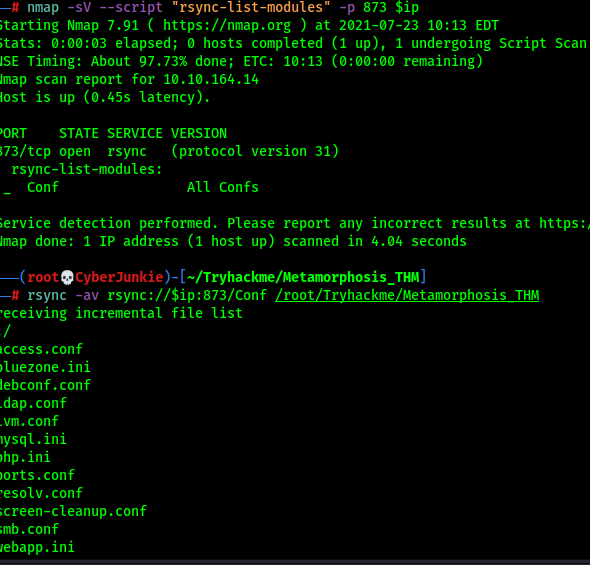 # nmap -sV --script "rsync-list-modules" -p 873 $ip
Starting Nmap 7.91 ( https://nmap.org ) at 2021-07-23 10:13 EDT
Stats: 0:00:03 elapsed; 0 hosts completed (1 up), 1 undergoing Script Scan
NSE Timing: About 97.73% done; ETC: 10:13 (0:00:00 remaining)
Nmap scan report for 10.10.164.14
Host is up (0.45s latency).
PORT STATE SERVICE VERSION
873/tcp open rsync (protocol version 31)
rsync-list-modules:
_ Conf All Confs
Service detection performed. Please report any incorrect results at https:/
Nmap done: 1 IP address (1 host up) scanned in 4.04 seconds
(root💀CyberJunkie)-[~/Tryhackme/Metamorphosis_THM]
# rsync -av rsync://$ip:873/Conf /root/Tryhackme/Metamorphosis_THM
receiving incremental file list
./
access.conf
bluezone.ini
debconf.conf
ldap.conf
lvm.conf
mysql.ini
php.ini
ports.conf
resolv.conf
screen-cleanup.conf
smb.conf
webapp.ini